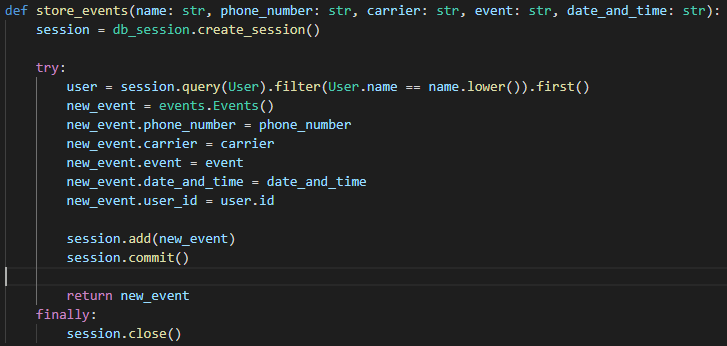 def store_events(name: str, phone_number: str, carrier: str, event: str, date_and_time: str):
    session = db_session.create_session()

    try:
        user = session.query(User).filter(User.name == name.lower()).first()
        new_event = events.Events()
        new_event.phone_number = phone_number
        new_event.carrier = carrier
        new_event.event = event
        new_event.date_and_time = date_and_time
        new_event.user_id = user.id

        session.add(new_event)
        session.commit()

        return new_event
    finally:
        session.close()